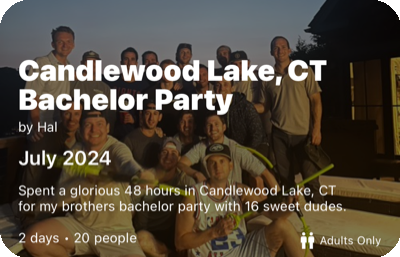 Candlewood Lake, CT
Bachelor Party
by Hal
July 2024
Spent a glorious 48 hours in Candlewood Lake, CT
for my brothers bachelor party with 16 sweet dudes.
2 days • 20 people
Adults Only